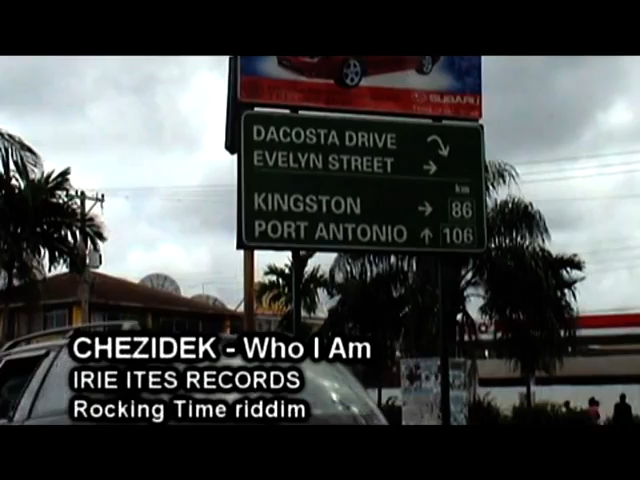 SUBARU
DACOSTA DRIVE
EVELYN STREET
km
KINGSTON 86
PORT ANTONIO 106
CHEZIDEK - Who I Am
IRIE ITES RECORDS
Rocking Time riddim